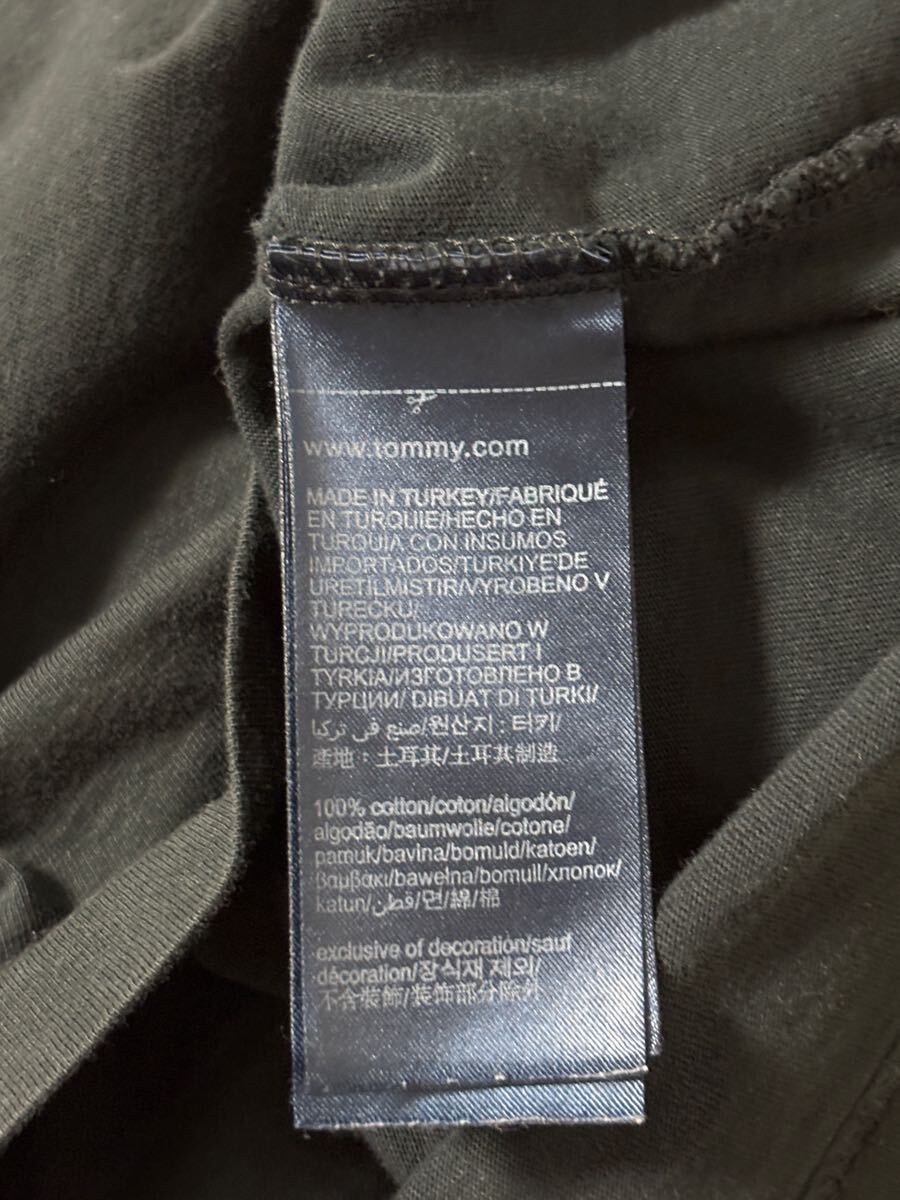 www.tommy.com
MADE IN TURKEY/FABRIQUÉ
EN TURQUIE/HECHO EN
TURQUIA CON INSUMOS
IMPORTADOS/TURKIYE'DE
URETILMISTIR/VYROBENO V
TURECKU/
WYPRODUKOWANO W
TURCJI/PRODUSERT I
TYRKIA/ИЗГОТОВЛЕНО В
ТУРЦИИ/ DIBUAT DI TURKI/
صنع في تركيا/원산지 : 터키/
產地：土耳其/土耳其制造
100% cotton/coton/algodón/
algodão/baumwolle/cotone/
pamuk/bavlna/bomuld/katoen/
βαμβάκι/bawełna/bomull/хлопок/
katun/قطن/면/綿/棉
exclusive of decoration/sauf
décoration/장식재 제외/
不含裝飾/装饰部分除外